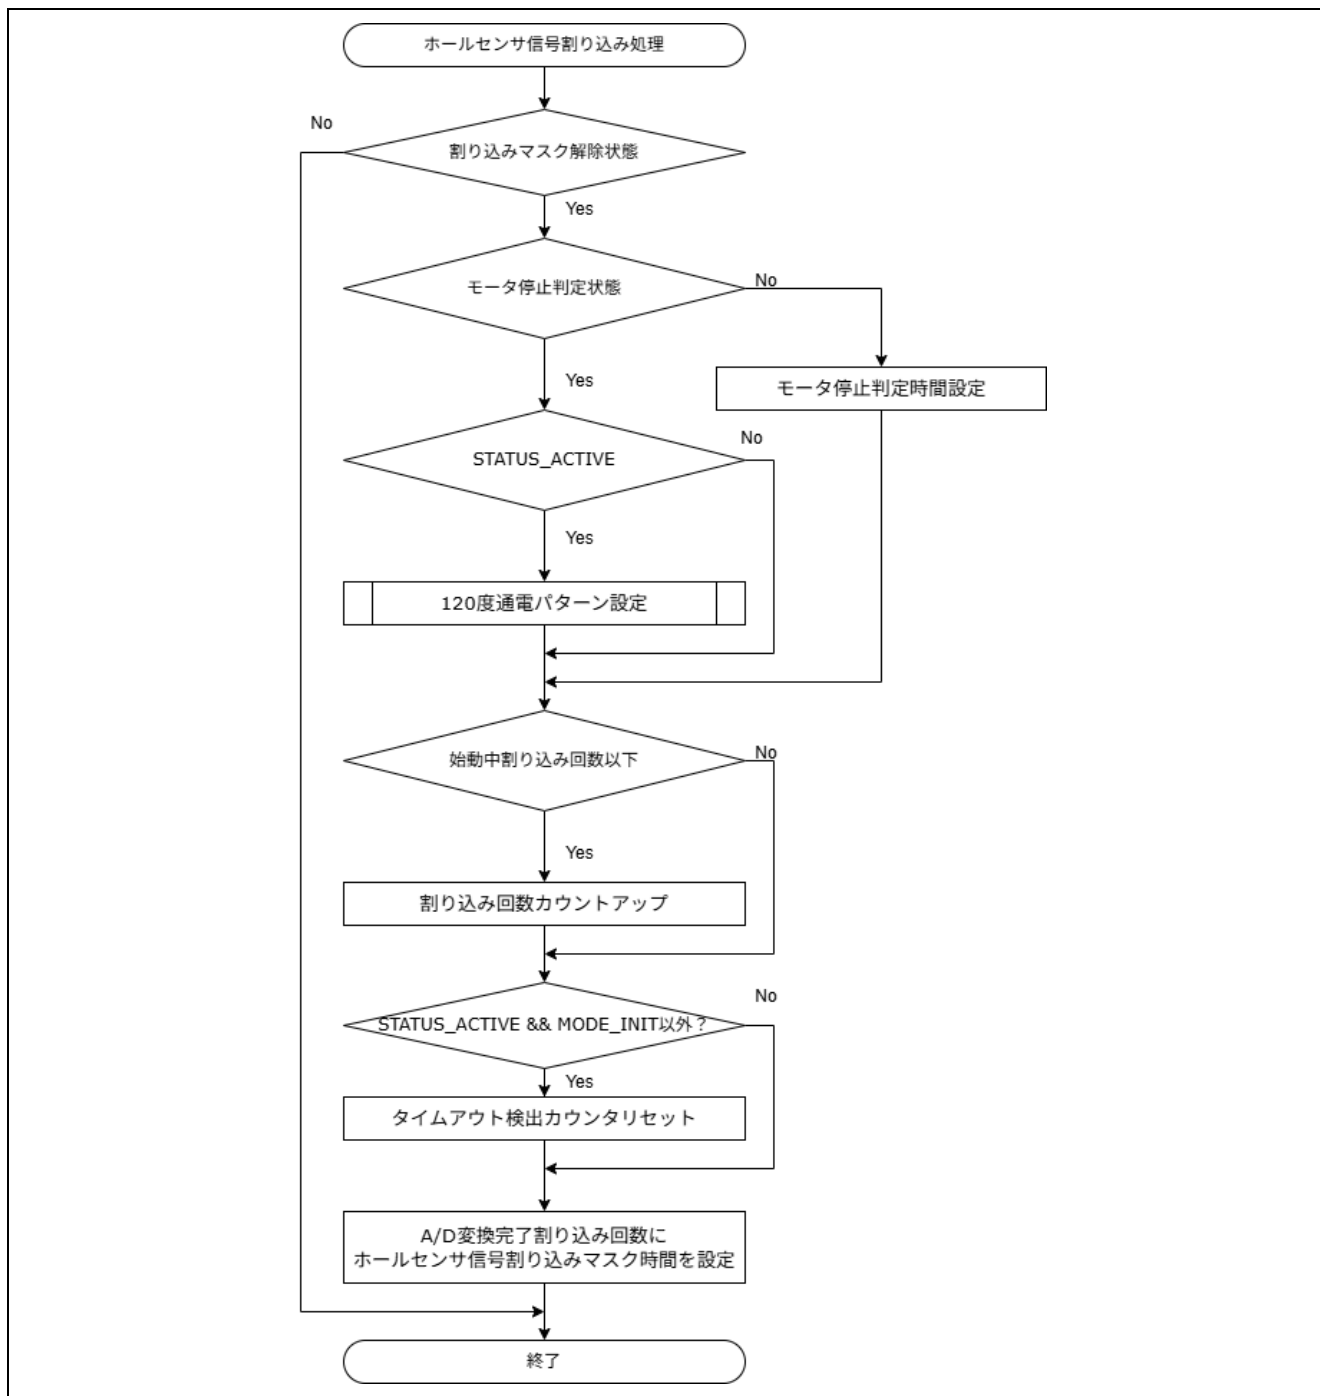 ホールセンサ信号割り込み処理
No
割り込みマスク解除状態
Yes
モータ停止判定状態
No
Yes
モータ停止判定時間設定
STATUS_ACTIVE
No
Yes
120度通電パターン設定
始動中割り込み回数以下
No
Yes
割り込み回数カウントアップ
STATUS_ACTIVE && MODE_INIT以外？
No
Yes
タイムアウト検出カウンタリセット
A/D変換完了割り込み回数に
ホールセンサ信号割り込みマスク時間を設定
終了